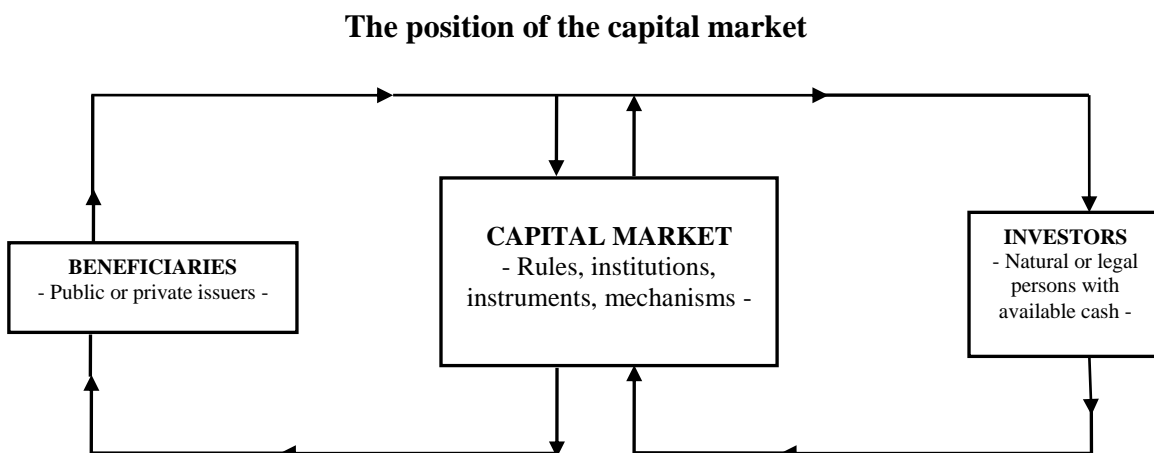 The position of the capital market
BENEFICIARIES
- Public or private issuers -
CAPITAL MARKET
- Rules, institutions,
instruments, mechanisms -
INVESTORS
- Natural or legal
persons with
available cash -